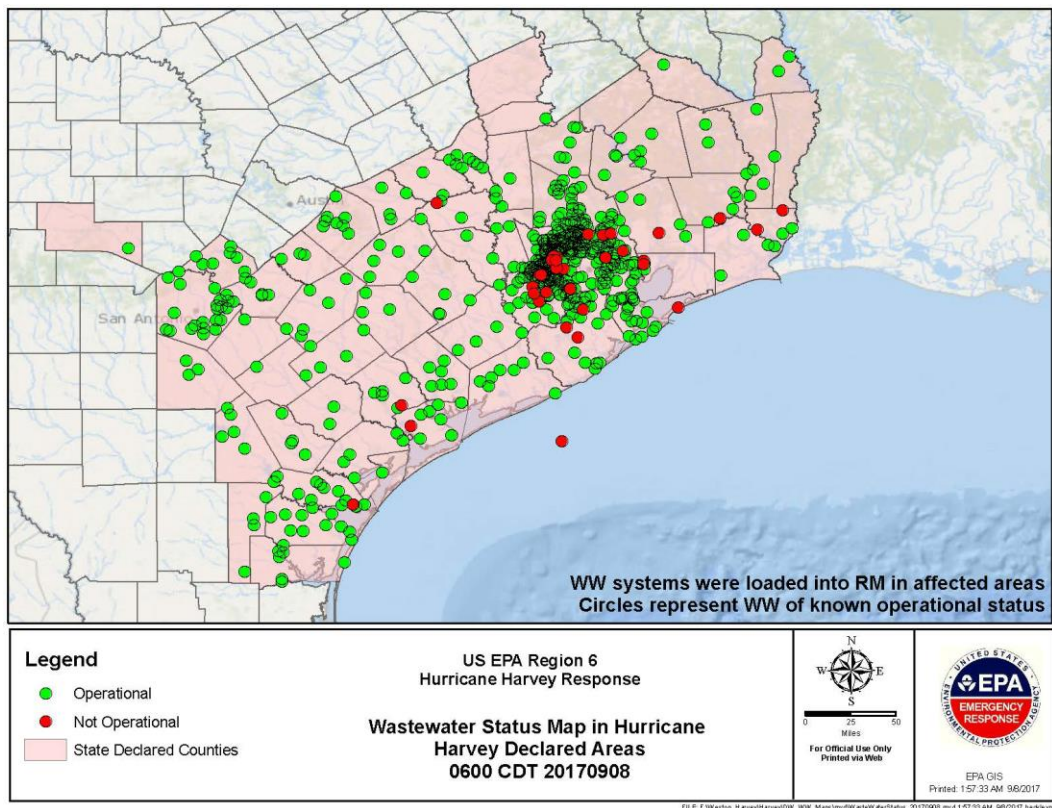 Austin
San Anton
WW systems were loaded into RM in affected areas
Circles represent WW of known operational status
Legend
Operational
Not Operational
State Declared Counties
US EPA Region 6
Hurricane Harvey Response
Wastewater Status Map in Hurricane
Harvey Declared Areas
0600 CDT 20170908
N
W E
S
0 25 50
Miles
For Official Use Only
Printed via Web
UNITED STATES
EPA
EMERGENCY
RESPONSE
ENVIRONMENTAL PROTECTION AGENCY
EPA GIS
Printed: 1:57:33 AM 9/8/2017